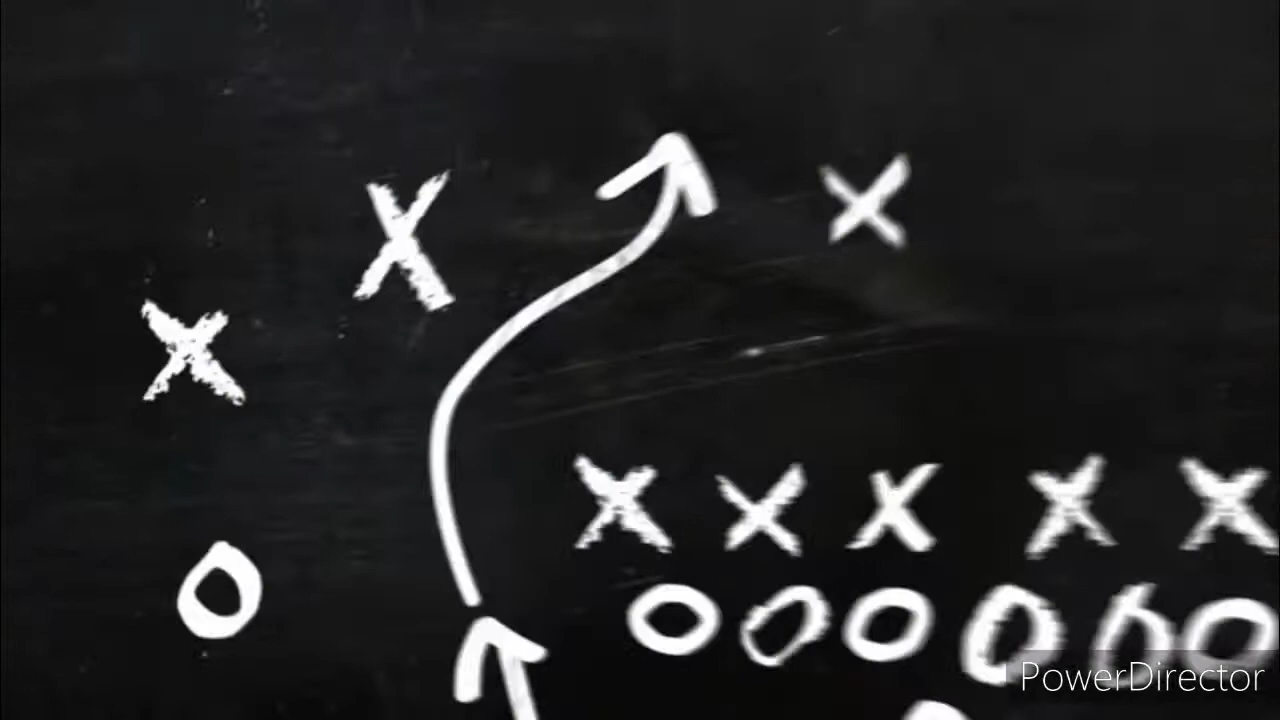 X X
X
X X X X X
O
O O O O O O
PowerDirector